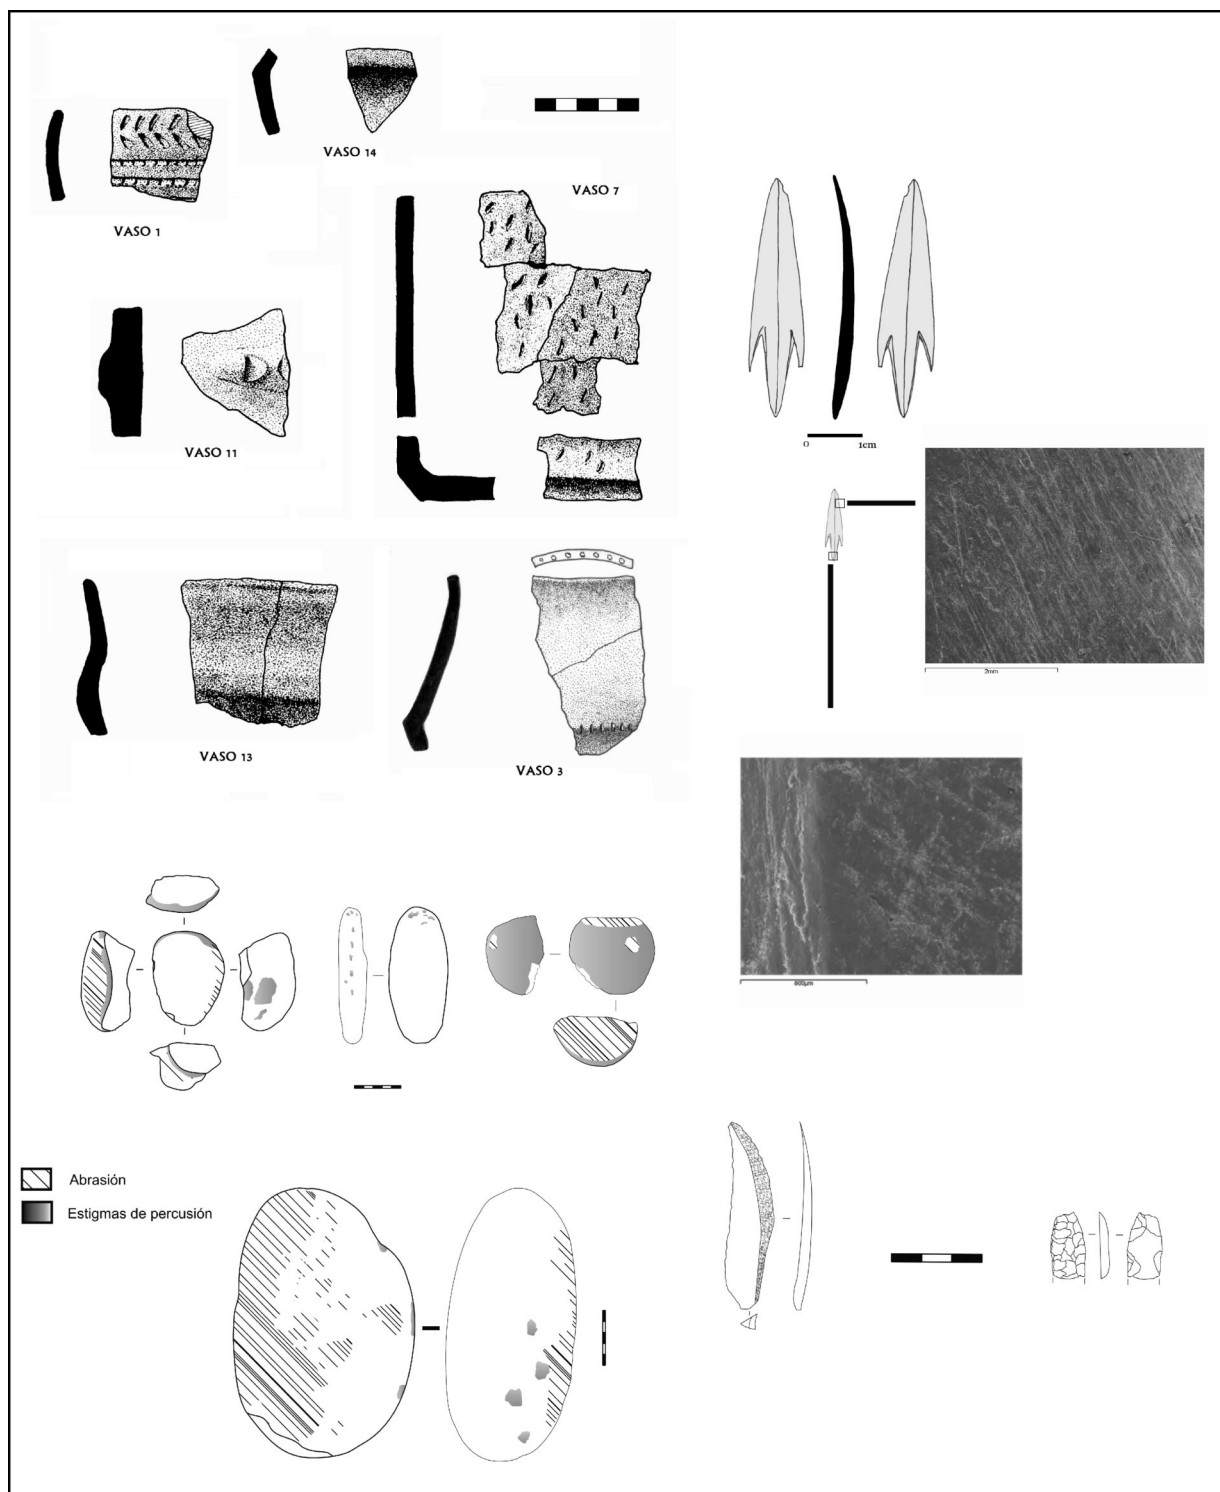 VASO 14
VASO 1
VASO 7
VASO 11
0 1cm
2mm
VASO 13
VASO 3
800µm
Abrasión
Estigmas de percusión